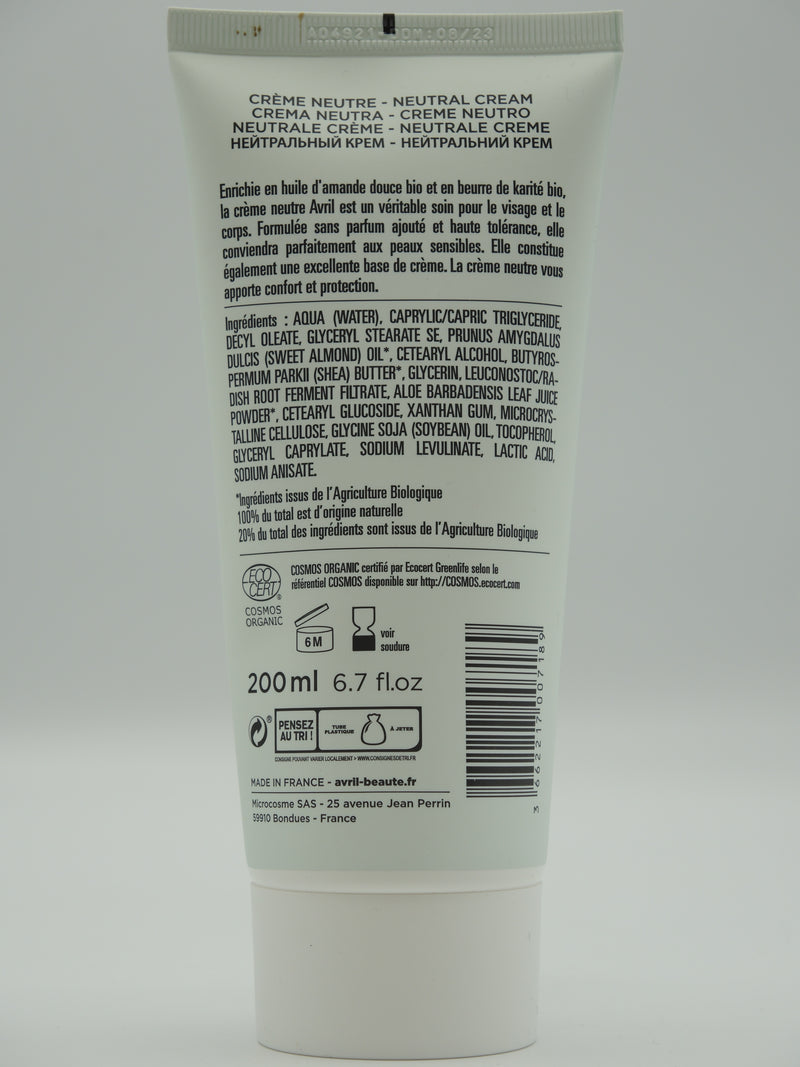 A04921 DM:08/23
CRÈME NEUTRE - NEUTRAL CREAM
CREMA NEUTRA - CREME NEUTRO
NEUTRALE CRÈME - NEUTRALE CREME
НЕЙТРАЛЬНЫЙ КРЕМ - НЕЙТРАЛЬНИЙ КРЕМ
Enrichie en huile d'amande douce bio et en beurre de karité bio,
la crème neutre Avril est un véritable soin pour le visage et le
corps. Formulée sans parfum ajouté et haute tolérance, elle
conviendra parfaitement aux peaux sensibles. Elle constitue
également une excellente base de crème. La crème neutre vous
apporte confort et protection.
Ingrédients : AQUA (WATER), CAPRYLIC/CAPRIC TRIGLYCERIDE,
DECYL OLEATE, GLYCERYL STEARATE SE, PRUNUS AMYGDALUS
DULCIS (SWEET ALMOND) OIL*, CETEARYL ALCOHOL, BUTYROS-
PERMUM PARKII (SHEA) BUTTER*, GLYCERIN, LEUCONOSTOC/RA-
DISH ROOT FERMENT FILTRATE, ALOE BARBADENSIS LEAF JUICE
POWDER*, CETEARYL GLUCOSIDE, XANTHAN GUM, MICROCRYS-
TALLINE CELLULOSE, GLYCINE SOJA (SOYBEAN) OIL, TOCOPHEROL,
GLYCERYL CAPRYLATE, SODIUM LEVULINATE, LACTIC ACID,
SODIUM ANISATE.
*Ingrédients issus de l'Agriculture Biologique
100% du total est d'origine naturelle
20% du total des ingrédients sont issus de l'Agriculture Biologique
ECO
CERT®
COSMOS
ORGANIC
COSMOS ORGANIC certifié par Ecocert Greenlife selon le
référentiel COSMOS disponible sur http://COSMOS.ecocert.com
6 M
voir
soudure
200 ml 6.7 fl.oz
®
PENSEZ
AU TRI !
TUBE
PLASTIQUE
À JETER
CONSIGNE POUVANT VARIER LOCALEMENT > WWW.CONSIGNESDETRI.FR
MADE IN FRANCE - avril-beaute.fr
Microcosme SAS - 25 avenue Jean Perrin
59910 Bondues - France
3 662217 007189